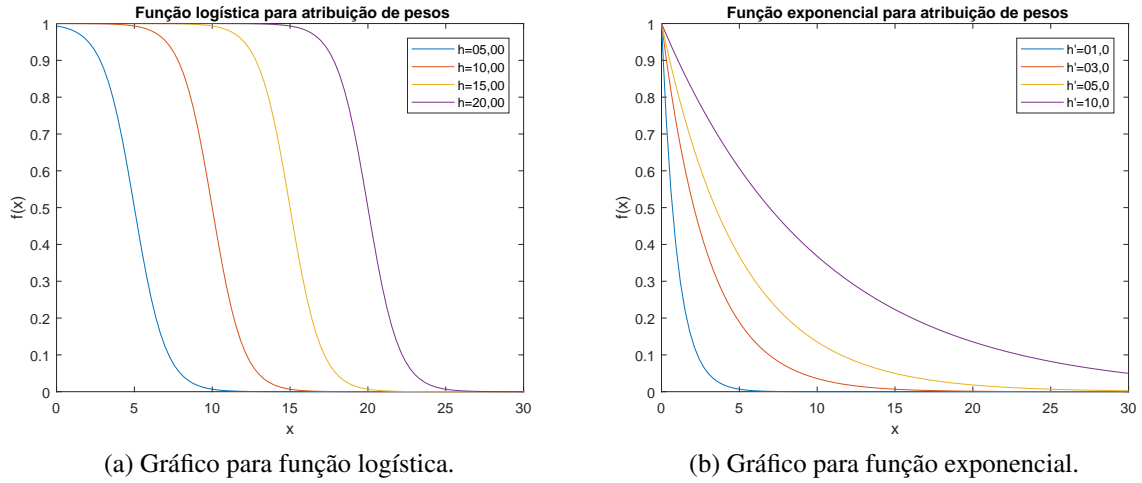 Função logística para atribuição de pesos
1
0.9
0.8
0.7
0.6
0.5
0.4
0.3
0.2
0.1
0
f(x)
h=05,00
h=10,00
h=15,00
h=20,00
0 5 10 15 20 25 30
x
(a) Gráfico para função logística.
Função exponencial para atribuição de pesos
1
0.9
0.8
0.7
0.6
0.5
0.4
0.3
0.2
0.1
0
f(x)
h'=01,0
h'=03,0
h'=05,0
h'=10,0
0 5 10 15 20 25 30
x
(b) Gráfico para função exponencial.